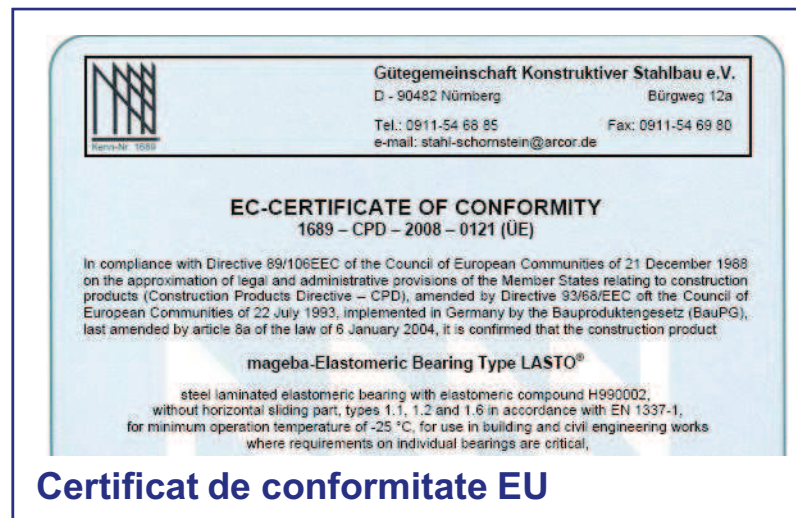 Kenn-Nr. 1689
Gütegemeinschaft Konstruktiver Stahlbau e.V.
D - 90482 Nürnberg Bürgweg 12a
Tel.: 0911-54 68 85 Fax: 0911-54 69 80
e-mail: stahl-schornstein@arcor.de
EC-CERTIFICATE OF CONFORMITY
1689 – CPD – 2008 – 0121 (ÜE)
In compliance with Directive 89/106EEC of the Council of European Communities of 21 December 1988
on the approximation of legal and administrative provisions of the Member States relating to construction
products (Construction Products Directive – CPD), amended by Directive 93/68/EEC oft the Council of
European Communities of 22 July 1993, implemented in Germany by the Bauproduktengesetz (BauPG),
last amended by article 8a of the law of 6 January 2004, it is confirmed that the construction product
mageba-Elastomeric Bearing Type LASTO®
steel laminated elastomeric bearing with elastomeric compound H990002,
without horizontal sliding part, types 1.1, 1.2 and 1.6 in accordance with EN 1337-1,
for minimum operation temperature of -25 °C, for use in building and civil engineering works
where requirements on individual bearings are critical,
Certificat de conformitate EU